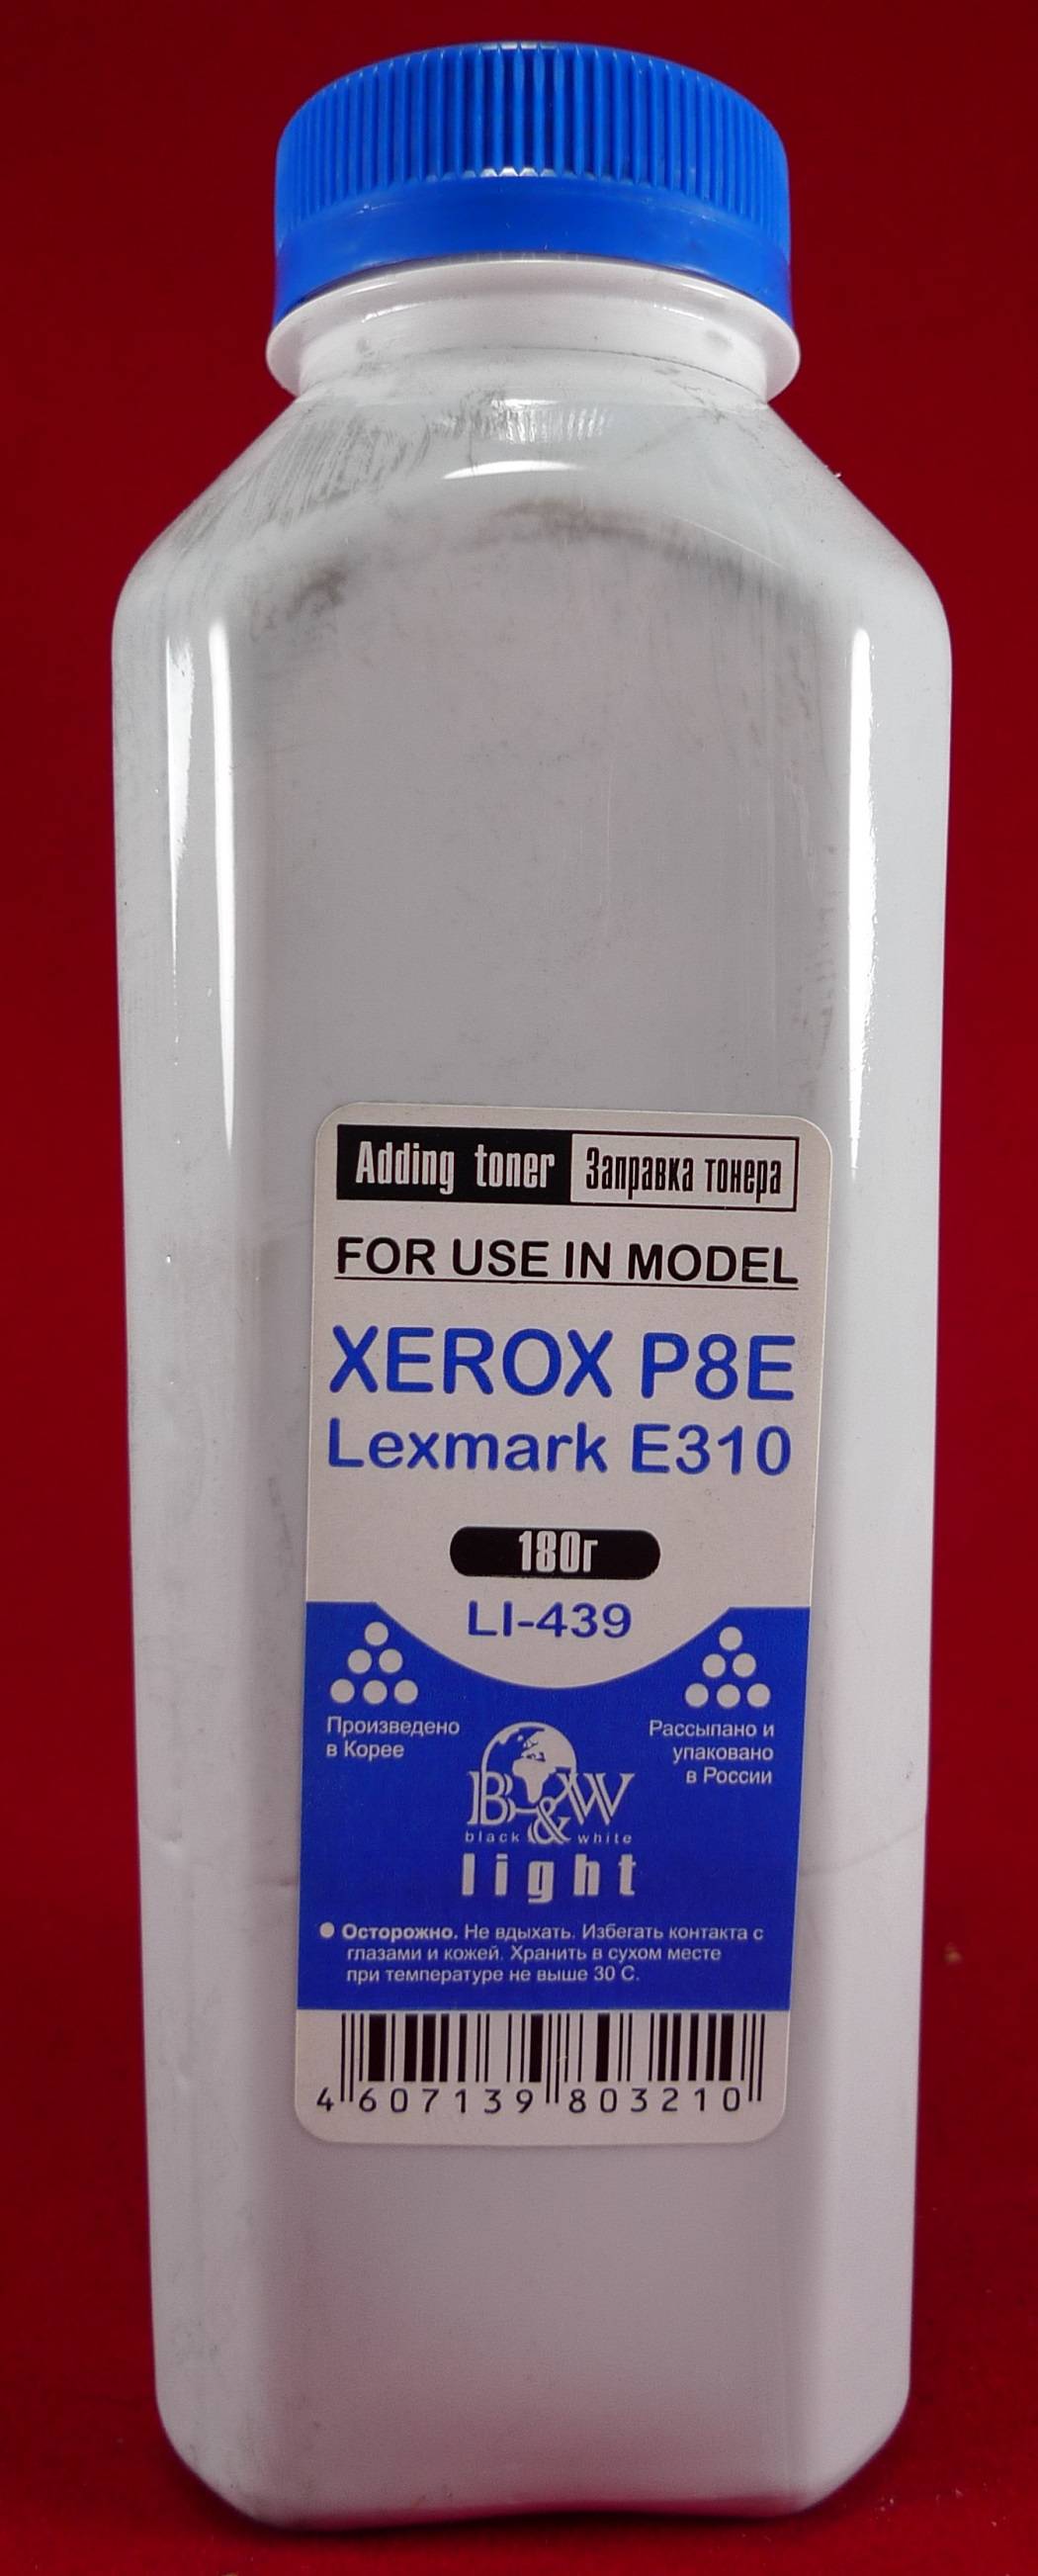 Adding toner Заправка тонера
FOR USE IN MODEL
XEROX P8E
Lexmark E310
180г
LI-439
Произведено
в Корее
Рассыпано и
упаковано
в России
B&W
black white
light
Осторожно. Не вдыхать. Избегать контакта с
глазами и кожей. Хранить в сухом месте
при температуре не выше 30 С.
4 607139 803210